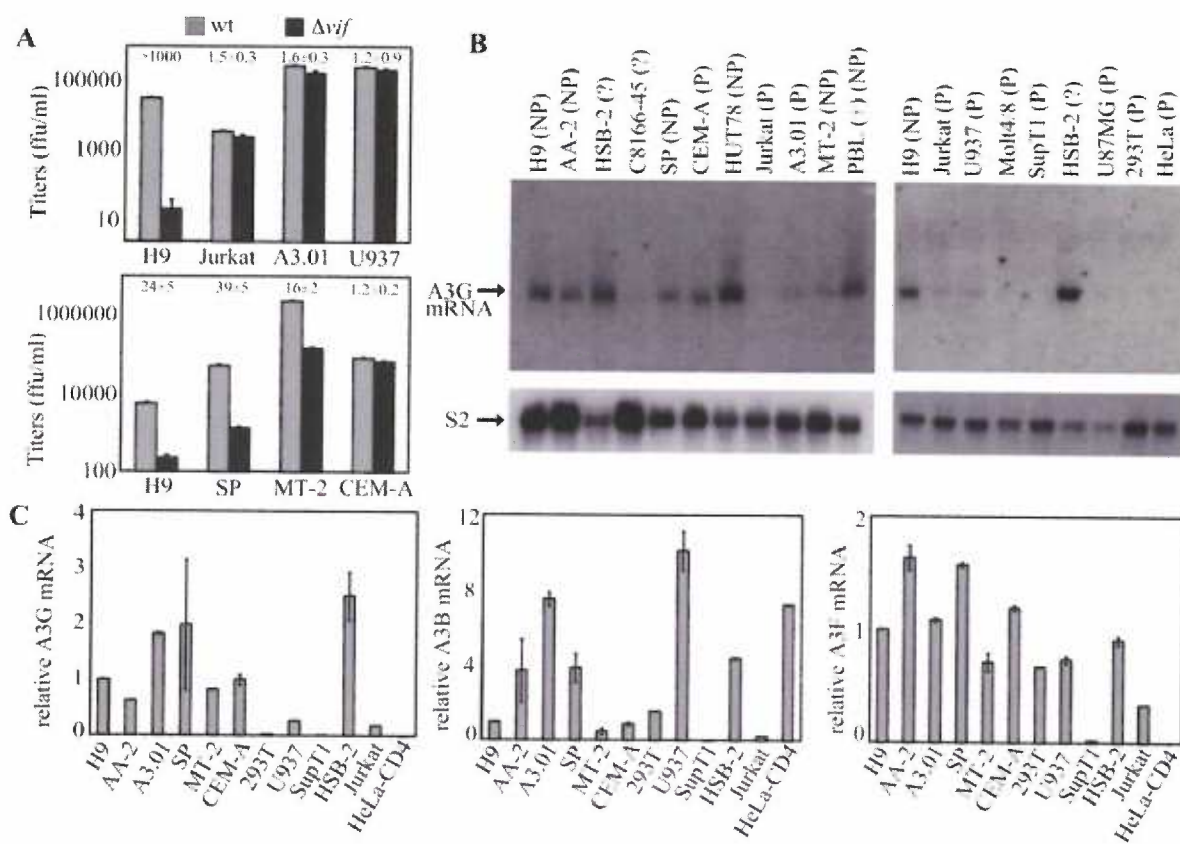 A
wt
Δvif
Titers (ffu/ml)
100000
1000
10
~1000
1.5±0.3
1.6±0.3
1.2±0.9
H9
Jurkat
A3.01
U937
Titers (ffu/ml)
1000000
10000
100
24±5
39±5
16±2
1.2±0.2
H9
SP
MT-2
CEM-A
B
H9 (NP)
AA-2 (NP)
HSB-2 (?)
C8166-45 (?)
SP (NP)
CEM-A (P)
HUT78 (NP)
Jurkat (P)
A3.01 (P)
MT-2 (NP)
PBL (-) (NP)
H9 (NP)
Jurkat (P)
U937 (P)
Molt4/8 (P)
SupT1 (P)
HSB-2 (?)
U87MG (P)
293T (P)
HeLa (P)
A3G
mRNA
S2
C
relative A3G mRNA
4
3
2
1
0
H9
AA-2
A3.01
SP
MT-2
CEM-A
293T
U937
SupT1
HSB-2
Jurkat
HeLa-CD4
relative A3B mRNA
12
8
4
0
H9
AA-2
A3.01
SP
MT-2
CEM-A
293T
U937
SupT1
HSB-2
Jurkat
HeLa-CD4
relative A3F mRNA
2
1
0
H9
AA-2
A3.01
SP
MT-2
CEM-A
293T
U937
SupT1
HSB-2
Jurkat
HeLa-CD4